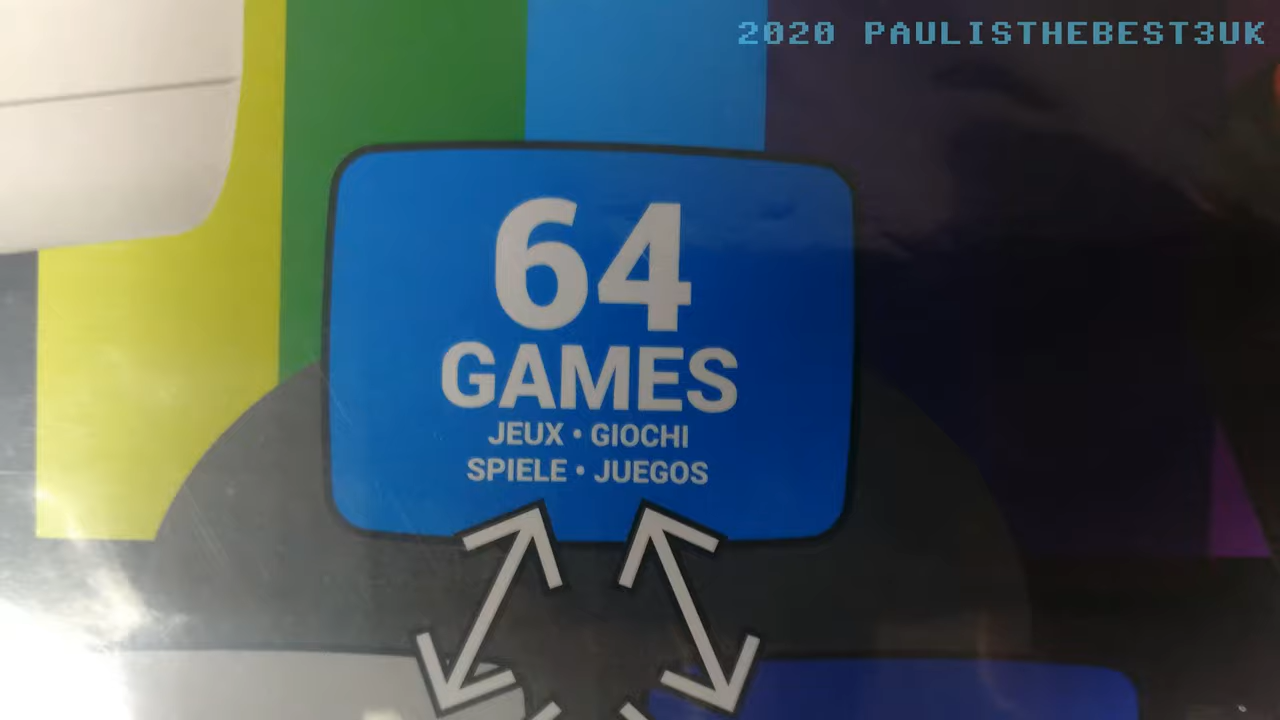 2020 PAULISTHEBEST3UK
64
GAMES
JEUX • GIOCHI
SPIELE • JUEGOS